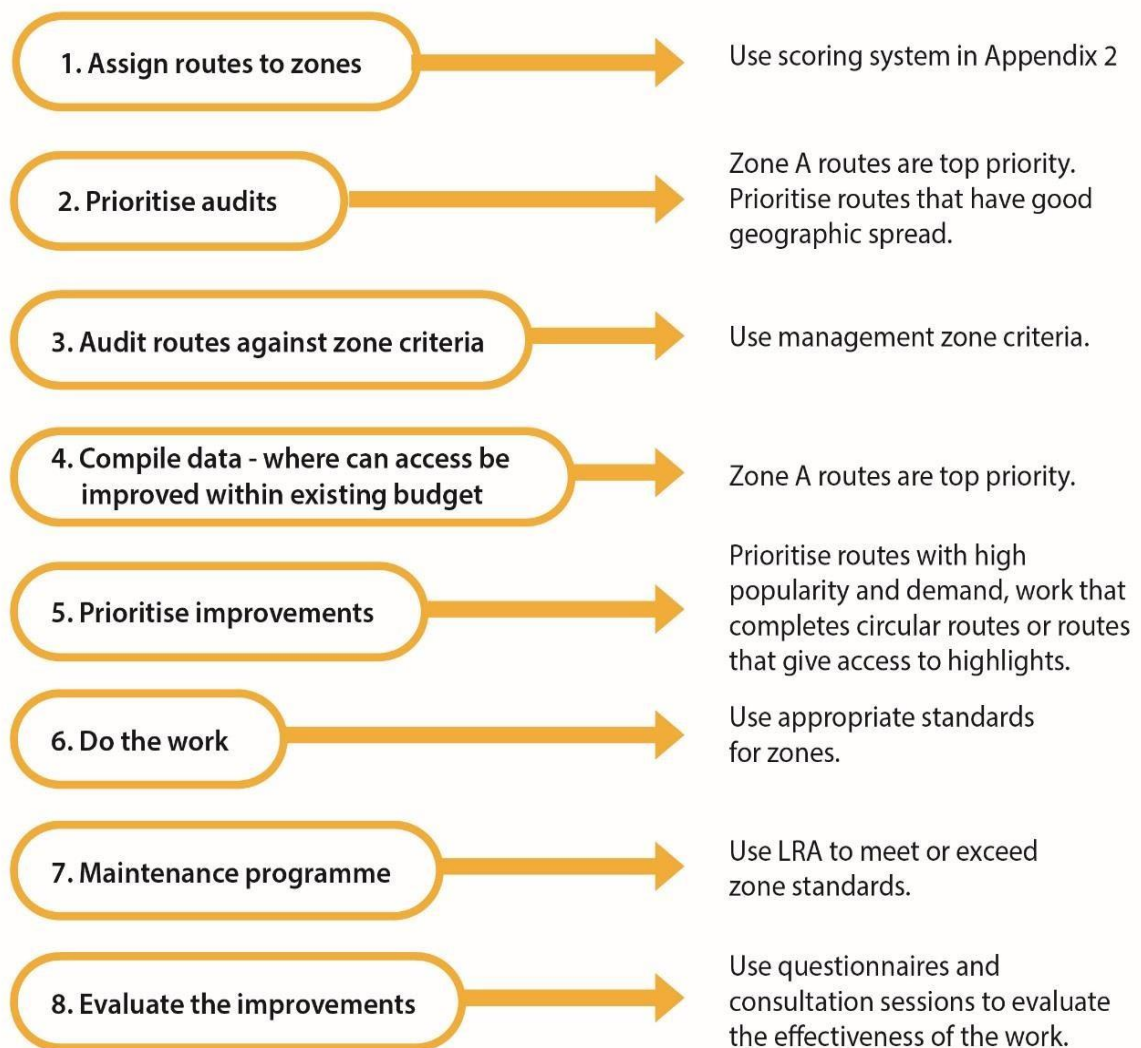 1. Assign routes to zones
Use scoring system in Appendix 2
2. Prioritise audits
Zone A routes are top priority.
Prioritise routes that have good
geographic spread.
3. Audit routes against zone criteria
Use management zone criteria.
4. Compile data - where can access be
improved within existing budget
Zone A routes are top priority.
5. Prioritise improvements
Prioritise routes with high
popularity and demand, work that
completes circular routes or routes
that give access to highlights.
6. Do the work
Use appropriate standards
for zones.
7. Maintenance programme
Use LRA to meet or exceed
zone standards.
8. Evaluate the improvements
Use questionnaires and
consultation sessions to evaluate
the effectiveness of the work.